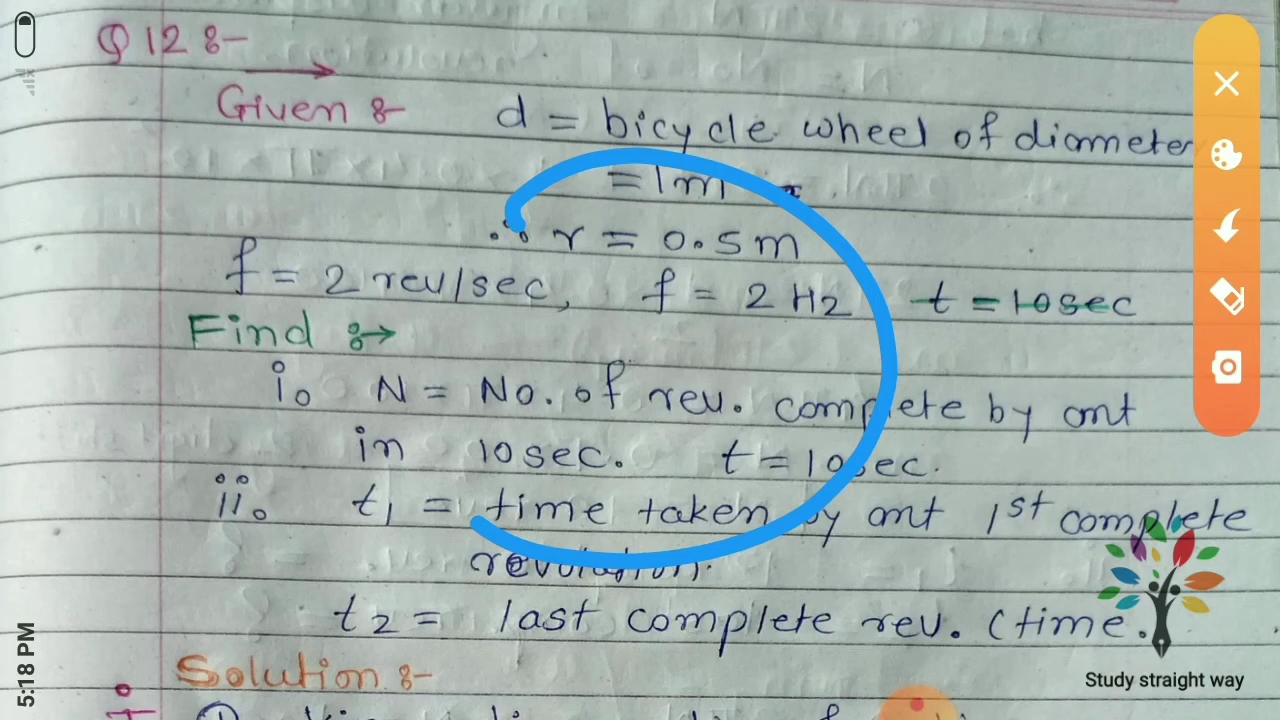 Q 12 :-
Given :- d = bicycle wheel of diameter
= 1m
∴ r = 0.5m
f = 2 rev/sec, f = 2 Hz t = 10sec
Find :→
i. N = No. of rev. complete by ant
in 10sec. t = 10sec.
ii. t₁ = time taken by ant 1st complete
revolution.
t2 = last complete rev. (time.
Study straight way
Solution :-
5:18 PM